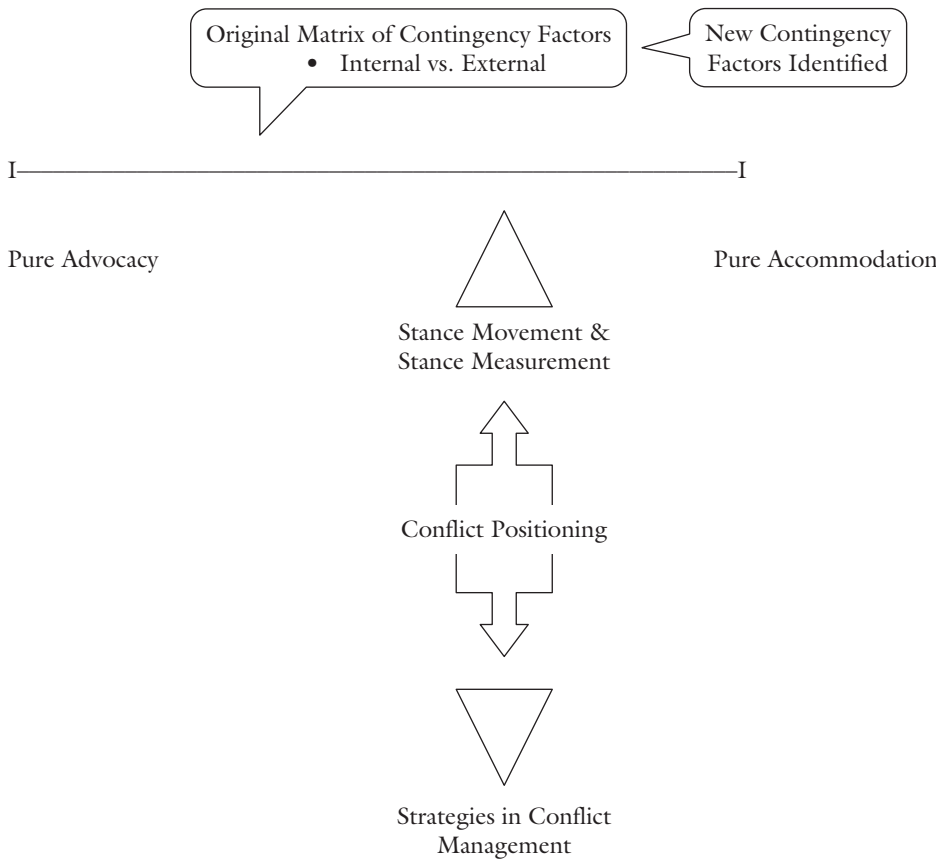 Original Matrix of Contingency Factors
• Internal vs. External
New Contingency
Factors Identified
I—————————————————————————————I
Pure Advocacy
Pure Accommodation
Stance Movement &
Stance Measurement
Conflict Positioning
Strategies in Conflict
Management